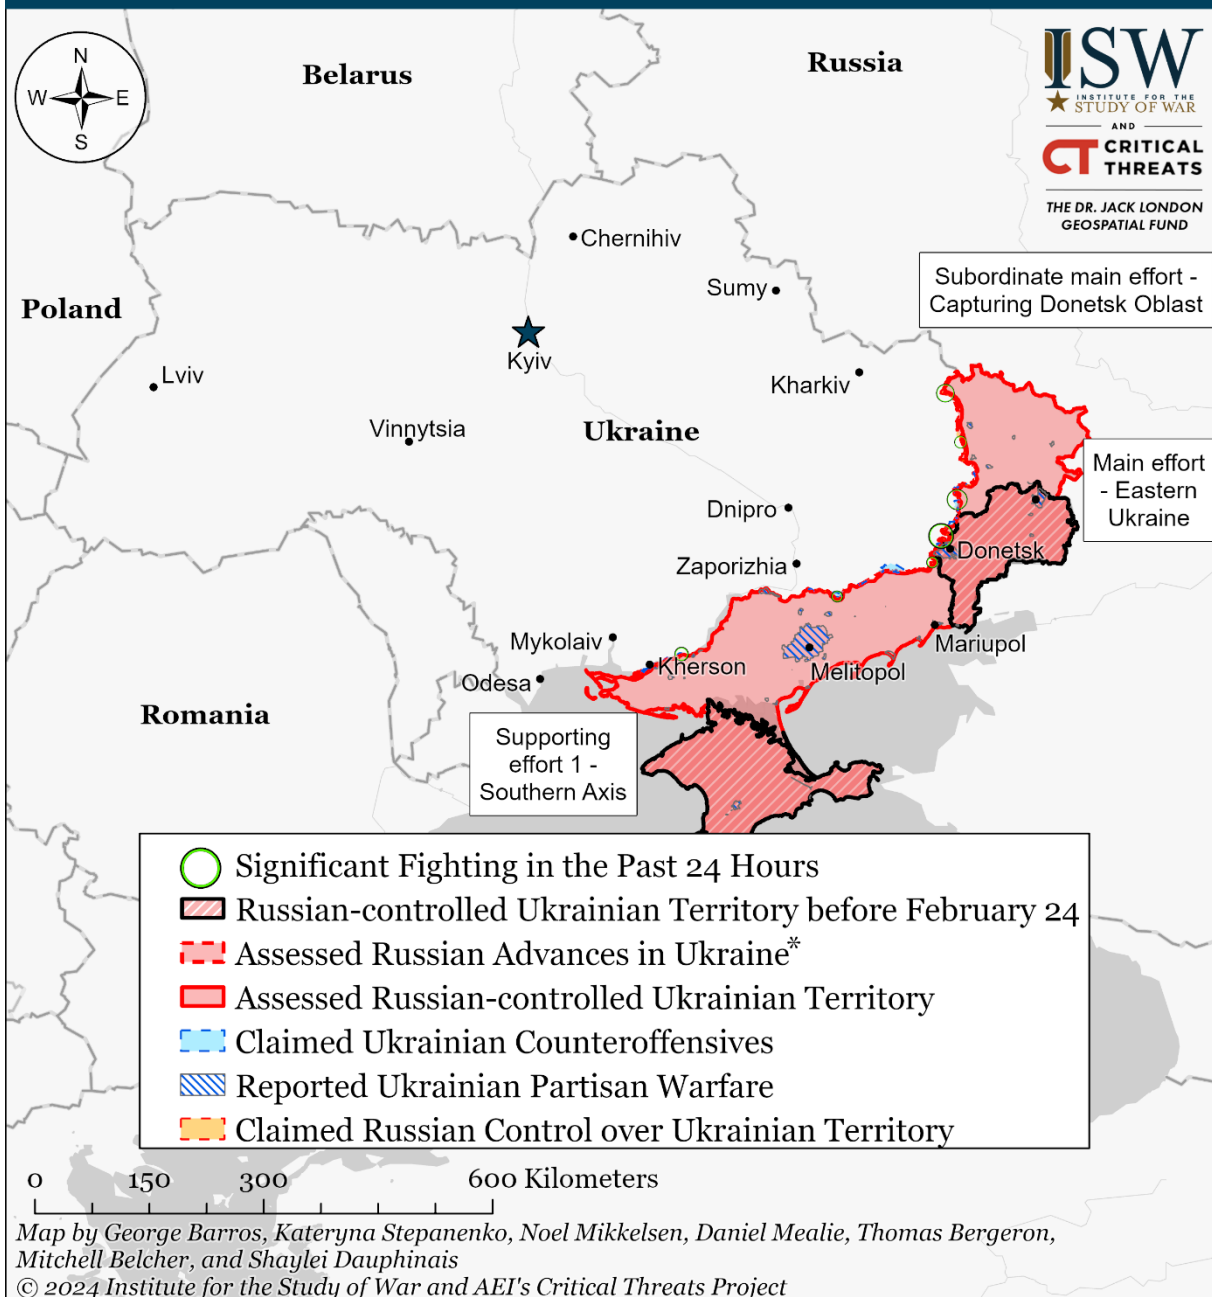 N
W
E
S
Belarus
Russia
ISW
INSTITUTE FOR THE
STUDY OF WAR
AND
CT CRITICAL
THREATS
THE DR. JACK LONDON
GEOSPATIAL FUND
Chernihiv
Subordinate main effort -
Capturing Donetsk Oblast
Sumy
Poland
Kyiv
Lviv
Kharkiv
Vinnytsia
Ukraine
Main effort
- Eastern
Ukraine
Dnipro
Donetsk
Zaporizhia
Mykolaiv
Mariupol
Kherson
Melitopol
Odesa
Romania
Supporting
effort 1 -
Southern Axis
Significant Fighting in the Past 24 Hours
Russian-controlled Ukrainian Territory before February 24
Assessed Russian Advances in Ukraine*
Assessed Russian-controlled Ukrainian Territory
Claimed Ukrainian Counteroffensives
Reported Ukrainian Partisan Warfare
Claimed Russian Control over Ukrainian Territory
0 150 300 600 Kilometers
Map by George Barros, Kateryna Stepanenko, Noel Mikkelsen, Daniel Mealie, Thomas Bergeron,
Mitchell Belcher, and Shaylei Dauphinais
© 2024 Institute for the Study of War and AEI's Critical Threats Project